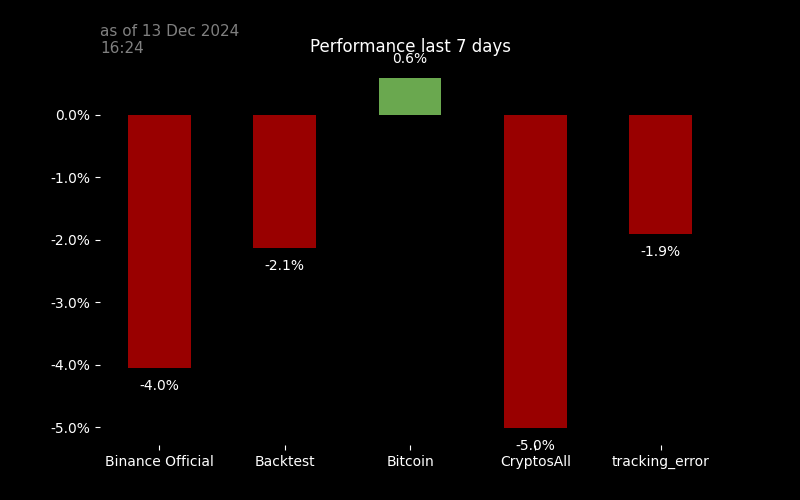 as of 13 Dec 2024
16:24
Performance last 7 days
0.6%
0.0%
-1.0%
-2.0%
-3.0%
-4.0%
-5.0%
-4.0%
-2.1%
-5.0%
-1.9%
Binance Official
Backtest
Bitcoin
CryptosAll
tracking_error